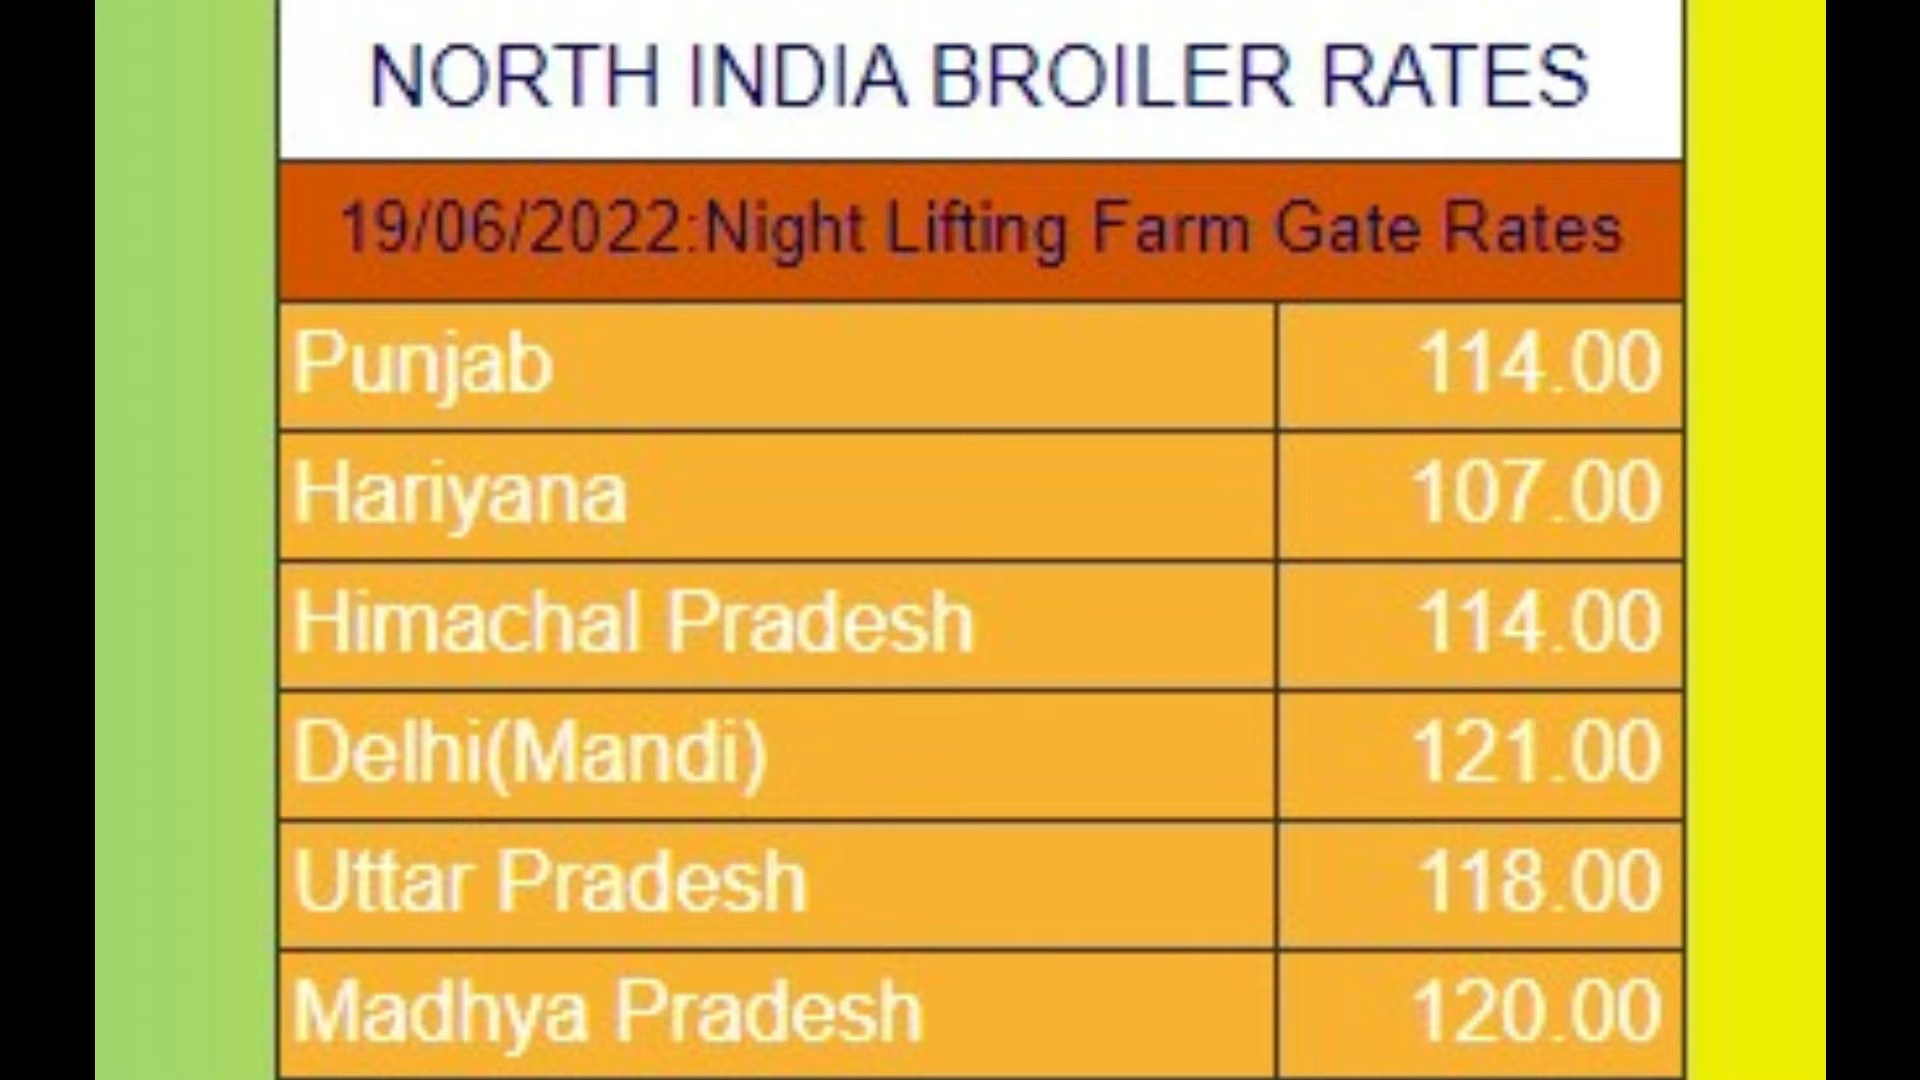 NORTH INDIA BROILER RATES
19/06/2022:Night Lifting Farm Gate Rates
Punjab 114.00
Hariyana 107.00
Himachal Pradesh 114.00
Delhi(Mandi) 121.00
Uttar Pradesh 118.00
Madhya Pradesh 120.00